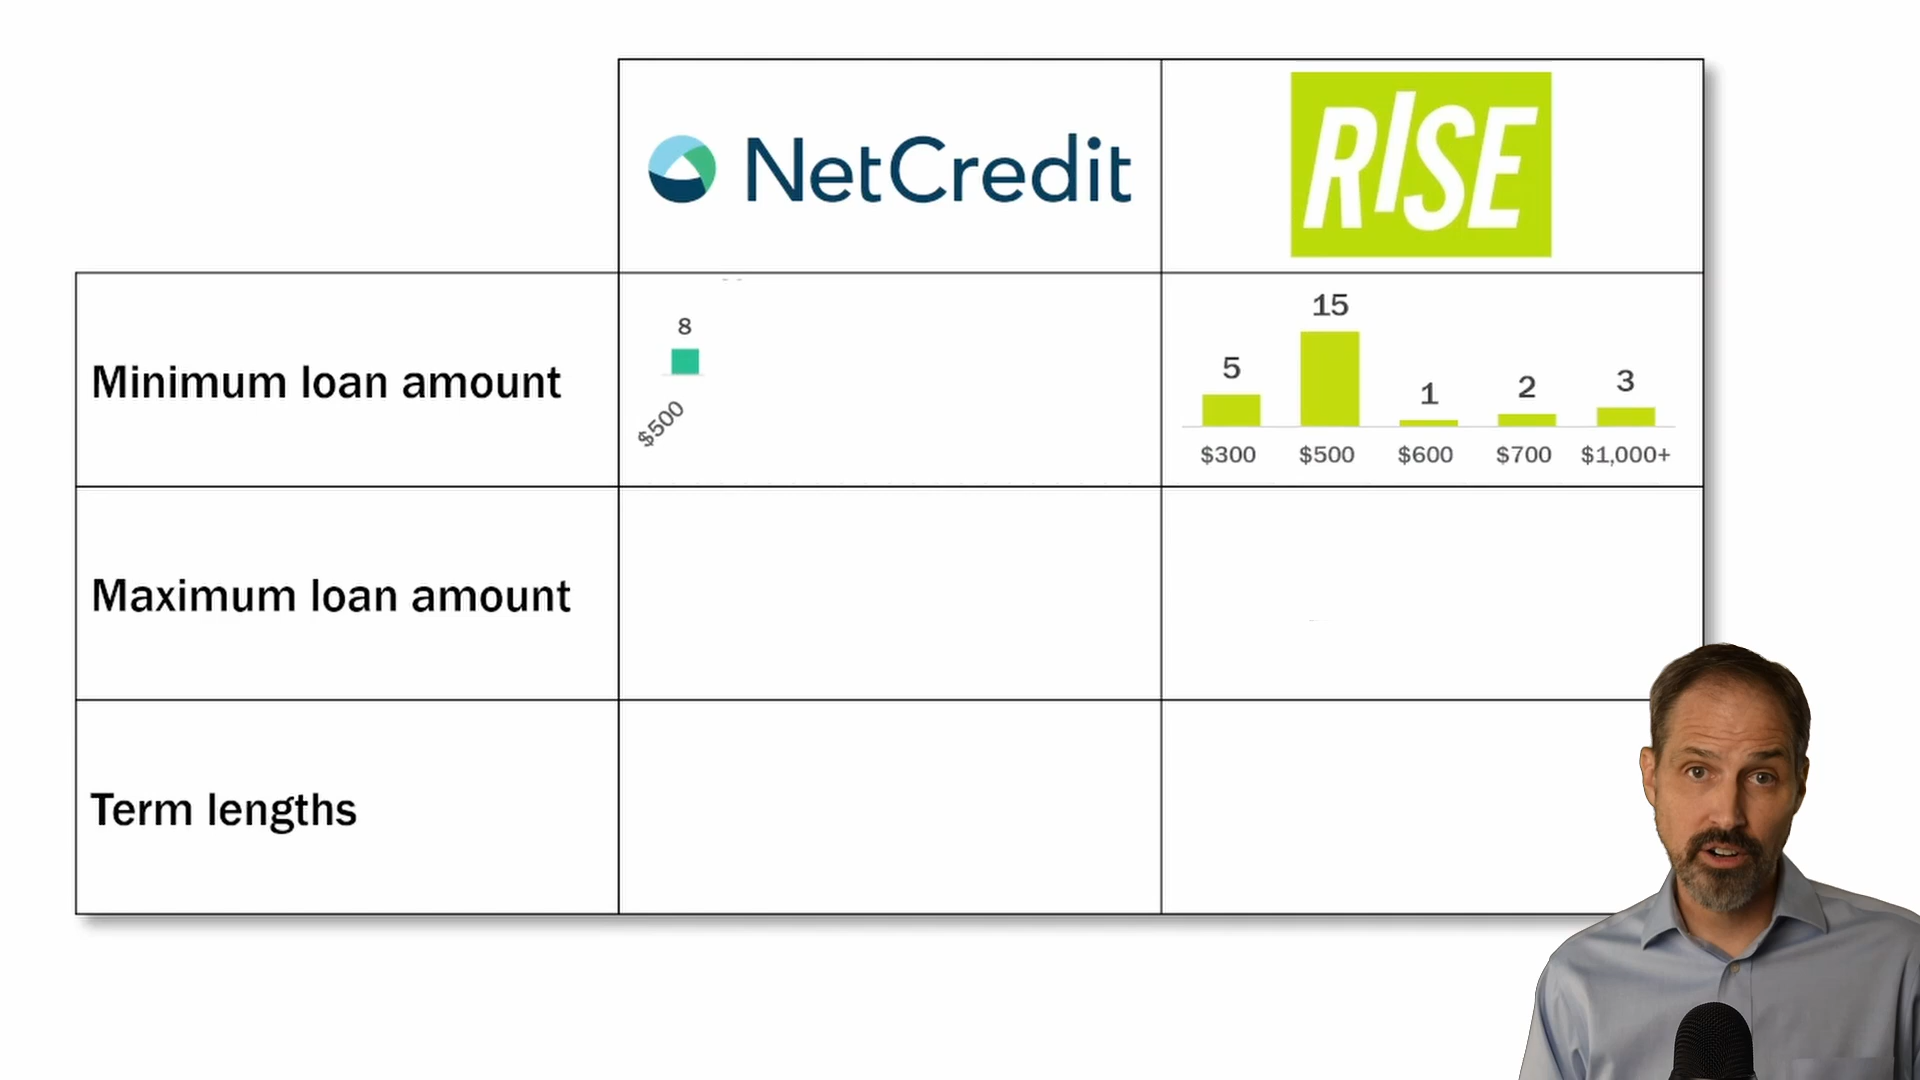 NetCredit
RISE
Minimum loan amount
8
$500
5 15 1 2 3
$300 $500 $600 $700 $1,000+
Maximum loan amount
Term lengths